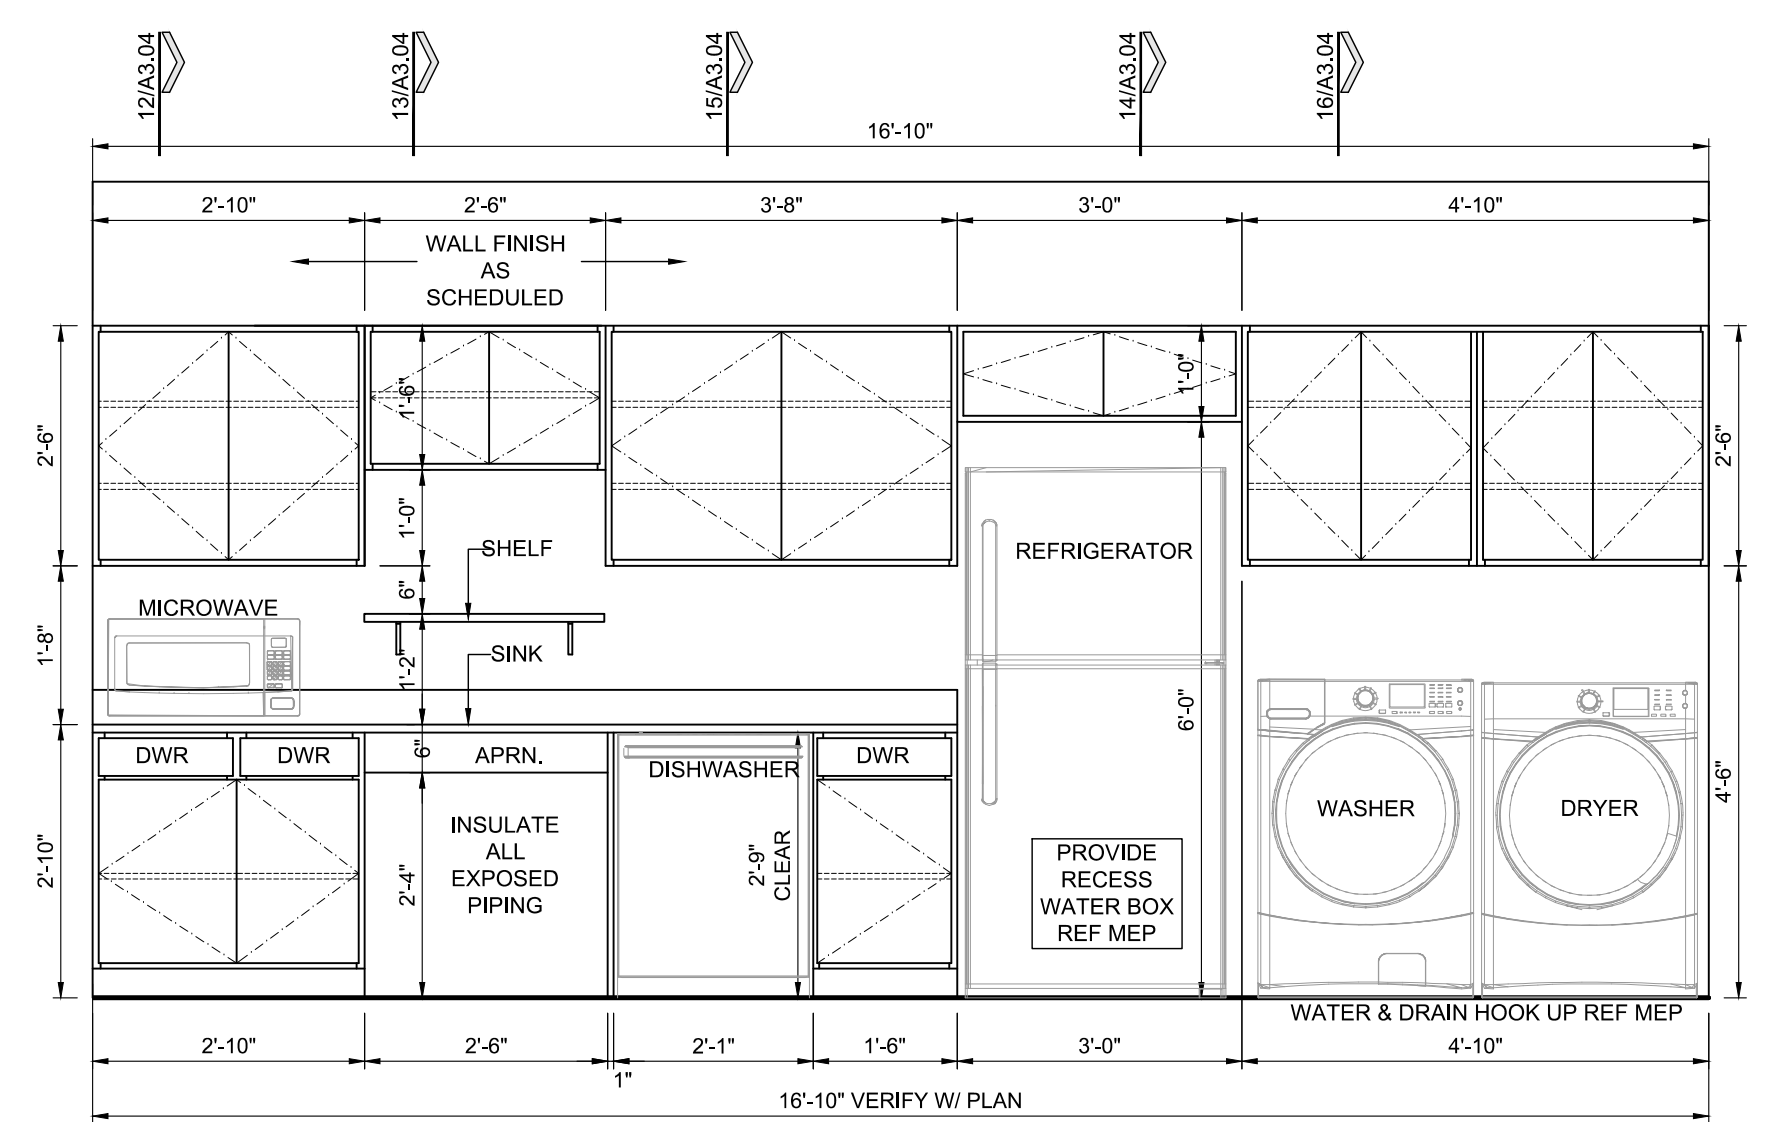 12/A3.04
13/A3.04
15/A3.04
14/A3.04
16/A3.04
16'-10"
2'-10"
2'-6"
3'-8"
3'-0"
4'-10"
WALL FINISH
AS
SCHEDULED
2'-6"
1'-6"
1'-0"
2'-6"
1'-0"
SHELF
REFRIGERATOR
6"
MICROWAVE
1'-8"
1'-2"
SINK
6'-0"
4'-6"
DWR
DWR
6"
APRN.
DISHWASHER
DWR
WASHER
DRYER
2'-10"
INSULATE
ALL
EXPOSED
PIPING
2'-4"
2'-9"
CLEAR
PROVIDE
RECESS
WATER BOX
REF MEP
WATER & DRAIN HOOK UP REF MEP
2'-10"
2'-6"
1"
2'-1"
1'-6"
3'-0"
4'-10"
16'-10" VERIFY W/ PLAN